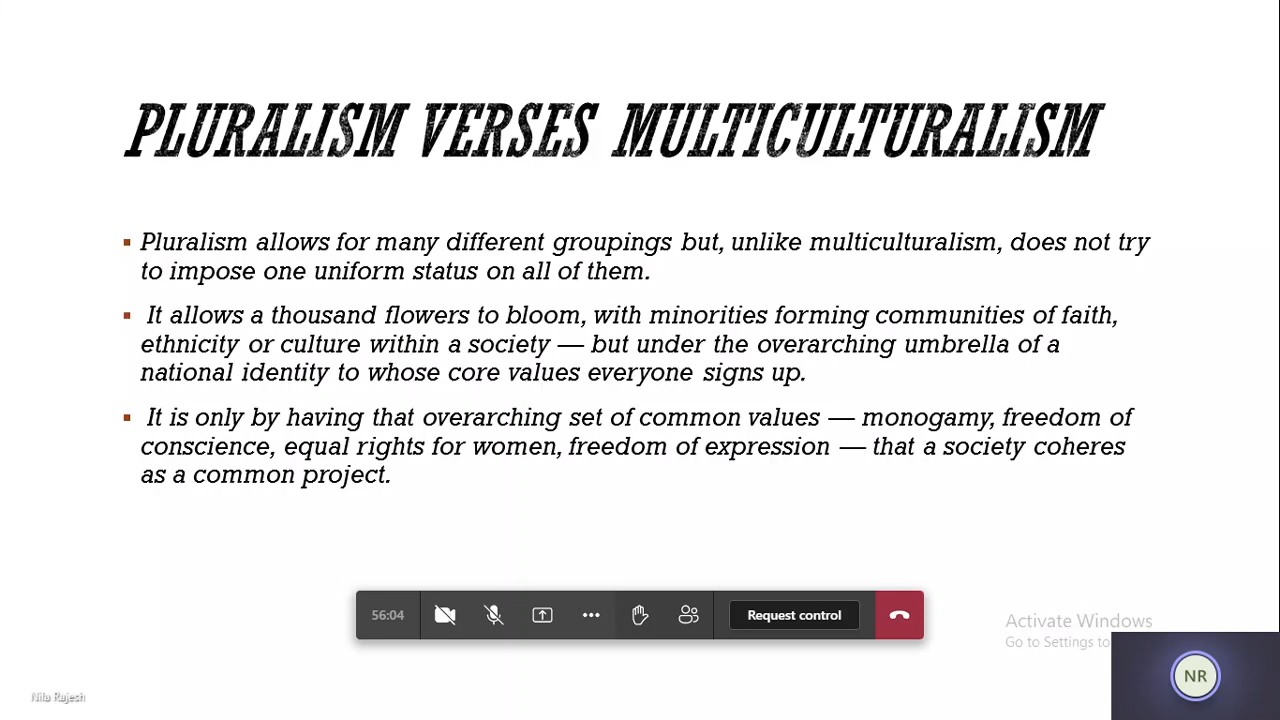 PLURALISM VERSES MULTICULTURALISM
Pluralism allows for many different groupings but, unlike multiculturalism, does not try
to impose one uniform status on all of them.
It allows a thousand flowers to bloom, with minorities forming communities of faith,
ethnicity or culture within a society — but under the overarching umbrella of a
national identity to whose core values everyone signs up.
It is only by having that overarching set of common values — monogamy, freedom of
conscience, equal rights for women, freedom of expression — that a society coheres
as a common project.
56:04
Request control
Activate Windows
Go to Settings to
NR
Nila Rajesh